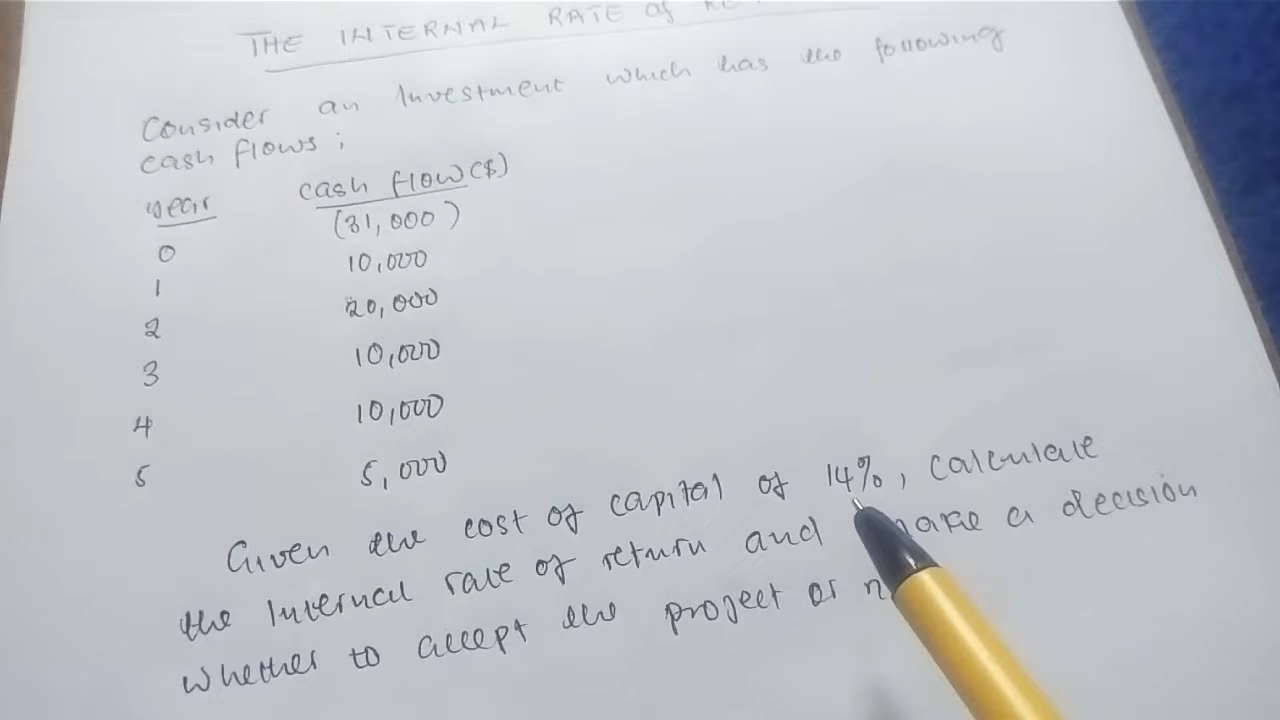 THE INTERNAL RATE of
Consider an Investment which has the following
cash flows;
year cash flow($)
0 (31,000)
1 10,000
2 20,000
3 10,000
4 10,000
5 5,000
Given the cost of capital of 14%, calculate
the Internal rate of return and make a decision
whether to accept the project or